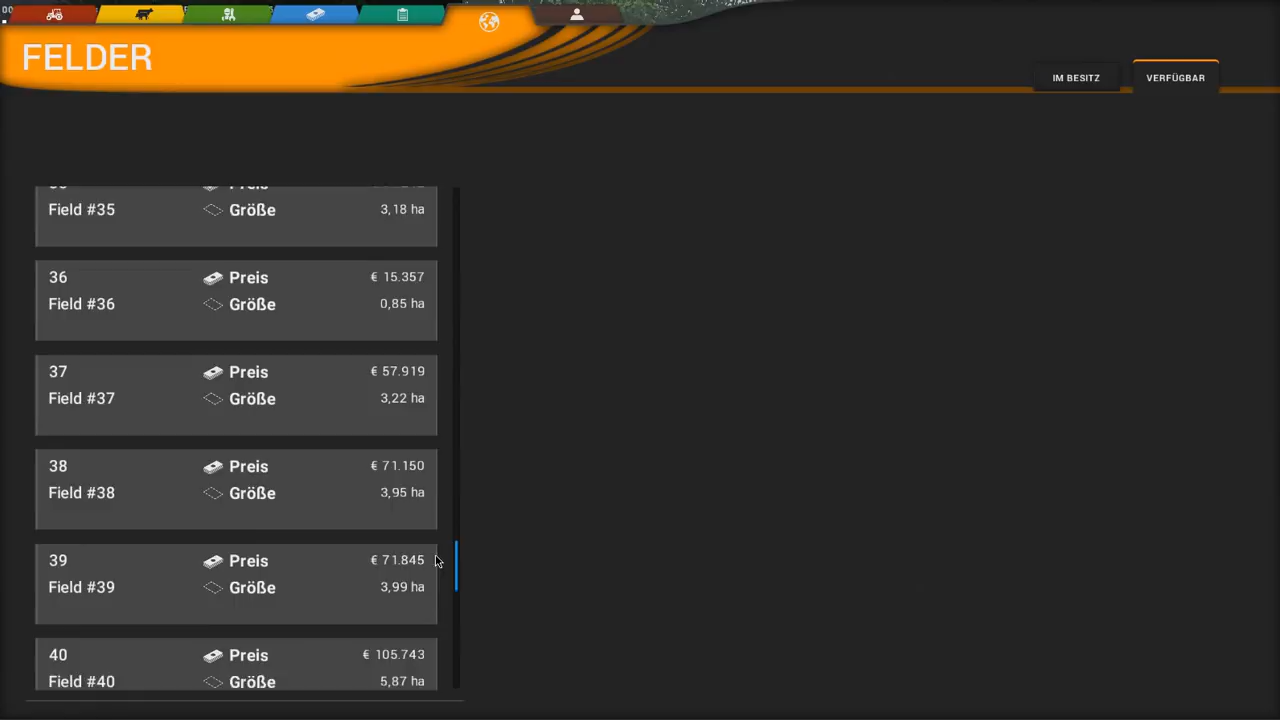 FELDER
IM BESITZ
VERFÜGBAR
Preis
Field #35 Größe 3,18 ha
36 Preis € 15.357
Field #36 Größe 0,85 ha
37 Preis € 57.919
Field #37 Größe 3,22 ha
38 Preis € 71.150
Field #38 Größe 3,95 ha
39 Preis € 71.845
Field #39 Größe 3,99 ha
40 Preis € 105.743
Field #40 Größe 5,87 ha